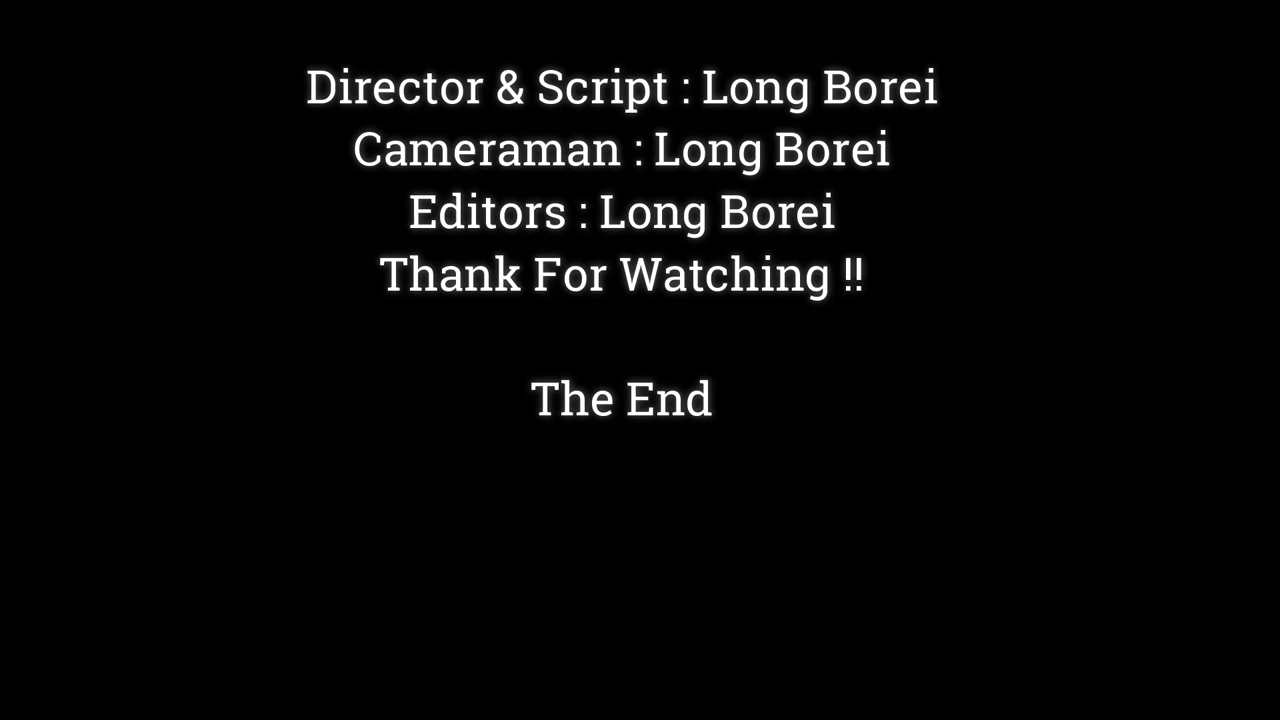 Director & Script : Long Borei
Cameraman : Long Borei
Editors : Long Borei
Thank For Watching !!
The End